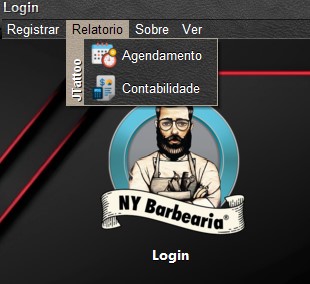 Login
Registrar Relatorio Sobre Ver
JTattoo
Agendamento
Contabilidade
NY Barbearia®
Login